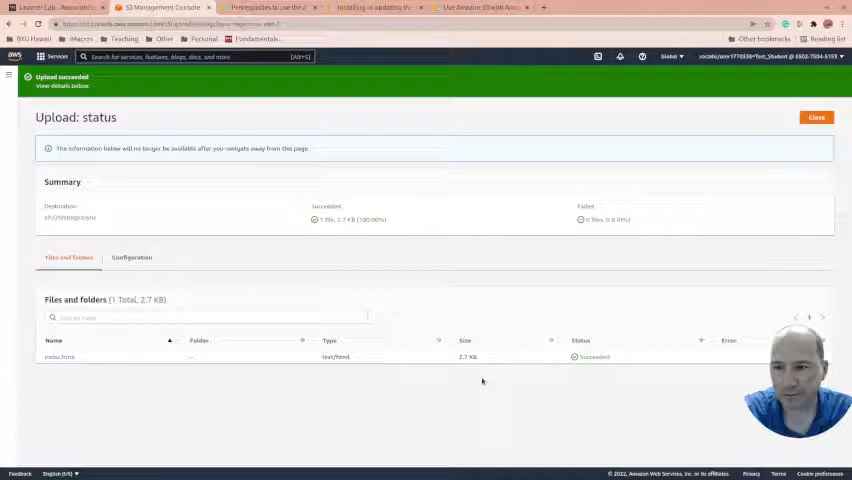 Learner Lab - Associate
S3 Management Console
Prerequisites to use the
Installing or updating th
Use Amazon S3 with Am
BYU Hawaii
iMacros
Teaching
Other
Personal
Fundamentals...
Other bookmarks
Reading list
aws
Services
Search for services, features, blogs, docs, and more
[Alt+S]
Global
Upload succeeded
View details below.
Upload: status
Close
The information below will no longer be available after you navigate away from this page.
Summary
Destination
Succeeded
Failed
1 file, 2.7 KB (100.00%)
0 files, 0 B (0%)
Files and folders
Configuration
Files and folders (1 Total, 2.7 KB)
1
Name
Folder
Type
Size
Status
Error
index.html
-
text/html
2.7 KB
Succeeded
Feedback
English (US)
© 2022, Amazon Web Services, Inc. or its affiliates.
Privacy
Terms
Cookie preferences